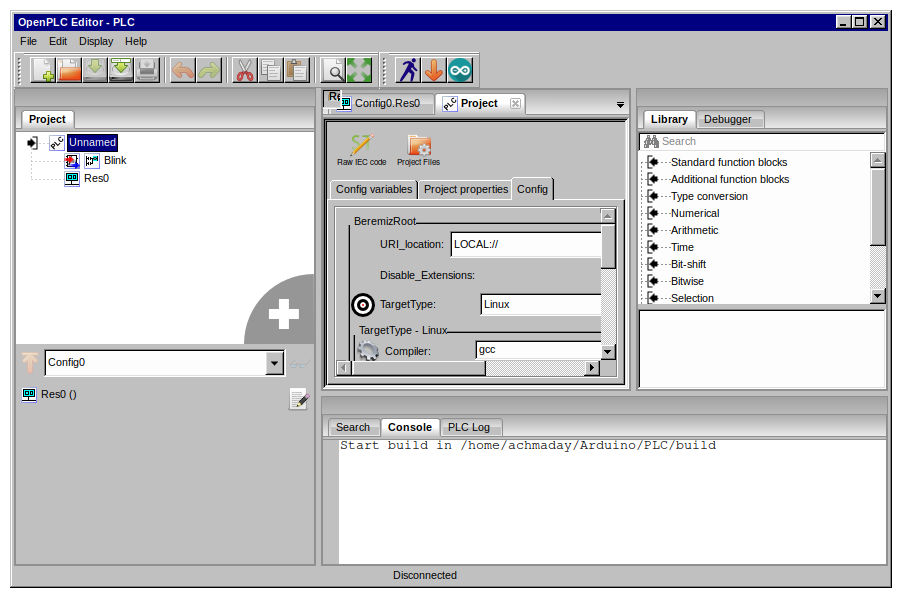 OpenPLC Editor - PLC
File Edit Display Help
Project
Unnamed
Blink
Res0
Config0
Res0 ()
Config0.Res0
Project
Raw IEC code
Project Files
Config variables
Project properties
Config
BeremizRoot
URI_location: LOCAL://
Disable_Extensions:
TargetType: Linux
TargetType - Linux
Compiler: gcc
Library
Debugger
Search
Standard function blocks
Additional function blocks
Type conversion
Numerical
Arithmetic
Time
Bit-shift
Bitwise
Selection
Search
Console
PLC Log
Start build in /home/achmaday/Arduino/PLC/build
Disconnected